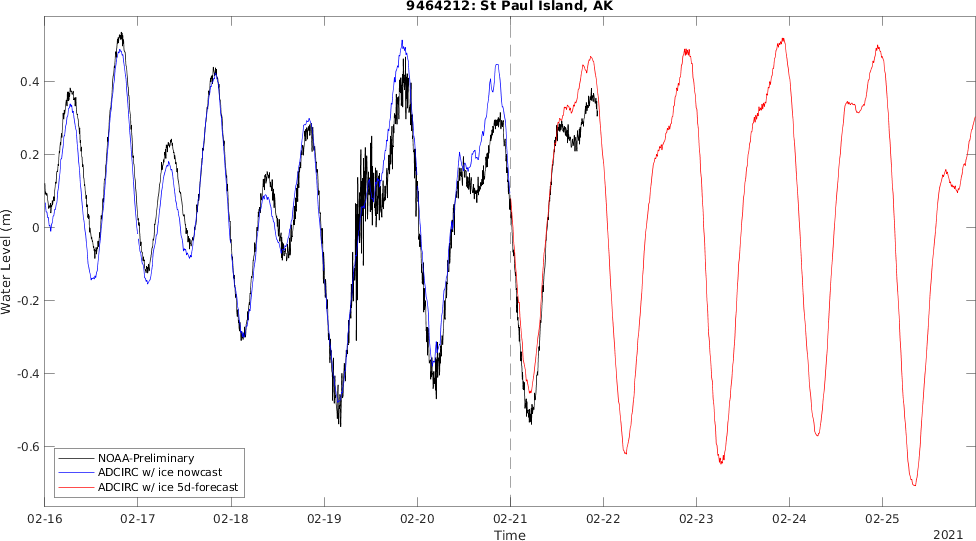 9464212: St Paul Island, AK
0.4
0.2
0
-0.2
-0.4
-0.6
Water Level (m)
NOAA-Preliminary
ADCIRC w/ ice nowcast
ADCIRC w/ ice 5d-forecast
02-16 02-17 02-18 02-19 02-20 02-21 02-22 02-23 02-24 02-25
Time
2021